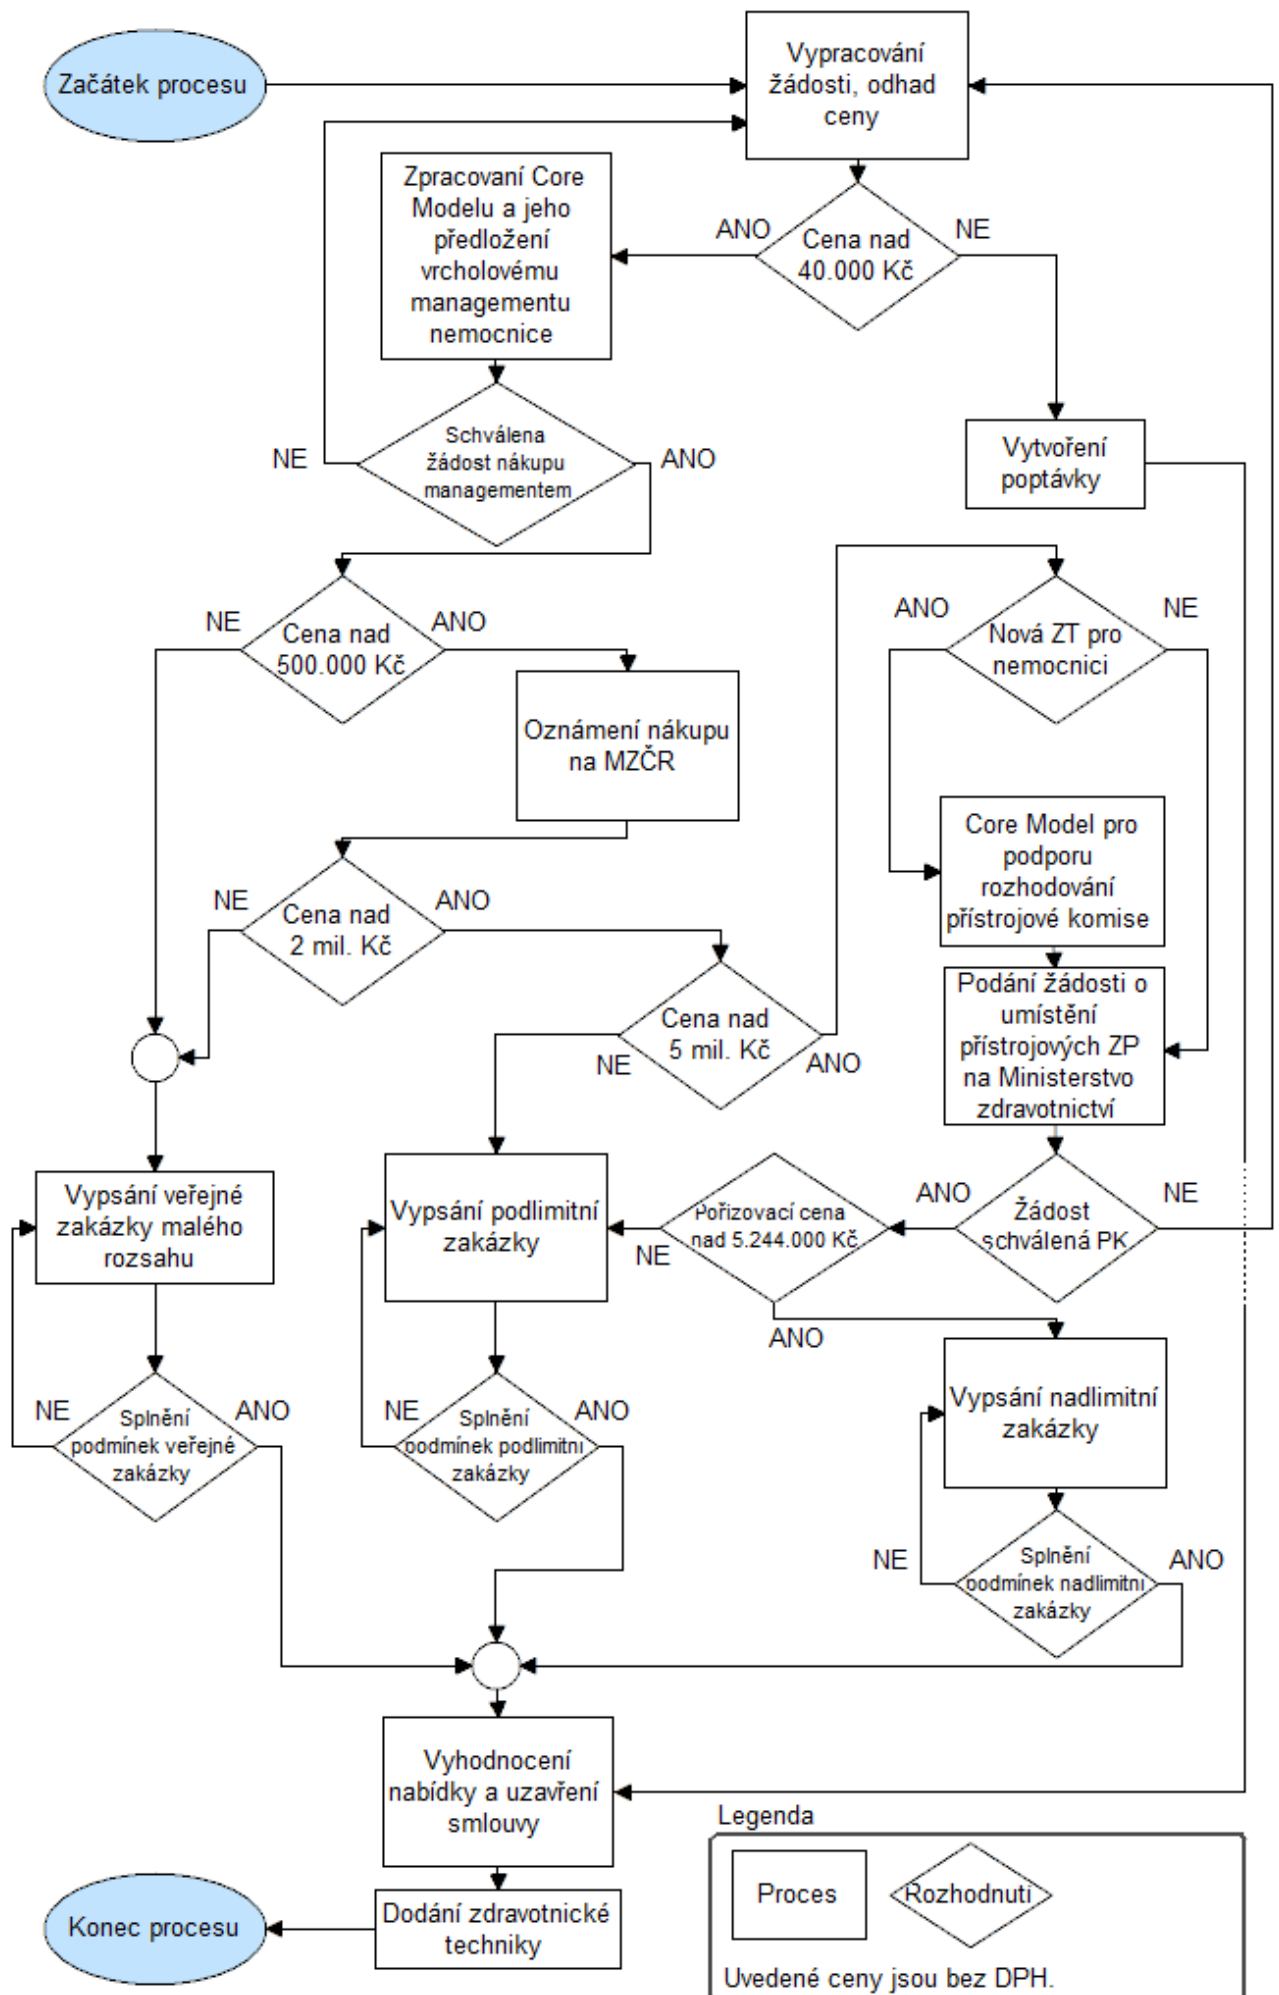 Začátek procesu
Vypracování
žádosti, odhad
ceny
Zpracovaní Core
Modelu a jeho
předložení
vrcholovému
managementu
nemocnice
ANO
Cena nad
40.000 Kč
NE
Schválena
žádost nákupu
managementem
NE
ANO
Vytvoření
poptávky
NE
Cena nad
500.000 Kč
ANO
ANO
Nová ZT pro
nemocnici
NE
Oznámení nákupu
na MZČR
Core Model pro
podporu
rozhodování
přístrojové komise
NE
Cena nad
2 mil. Kč
ANO
Cena nad
5 mil. Kč
NE
ANO
Podání žádosti o
umístění
přístrojových ZP
na Ministerstvo
zdravotnictví
Vypsání veřejné
zakázky malého
rozsahu
Vypsání podlimitní
zakázky
Pořizovací cena
nad 5.244.000 Kč
NE
ANO
ANO
Žádost
schválená PK
NE
Vypsání nadlimitní
zakázky
NE
Splnění
podmínek veřejné
zakázky
ANO
NE
Splnění
podmínek podlimitní
zakázky
ANO
NE
Splnění
podmínek nadlimitní
zakázky
ANO
Vyhodnocení
nabídky a uzavření
smlouvy
Dodání zdravotnické
techniky
Konec procesu
Legenda
Proces
Rozhodnutí
Uvedené ceny jsou bez DPH.